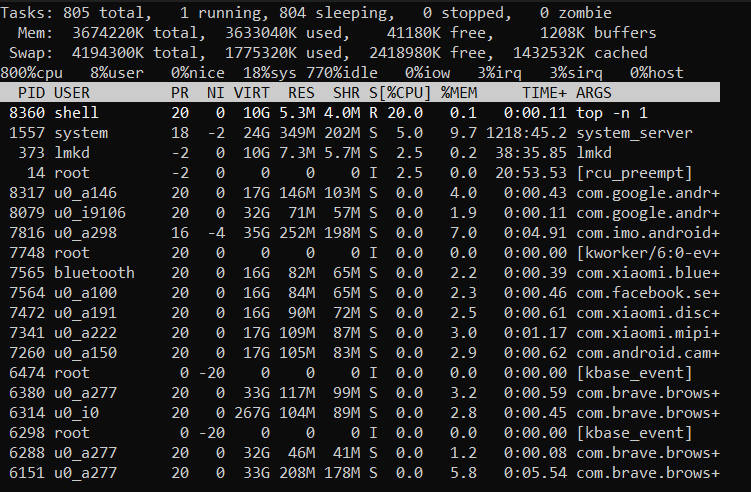 Tasks: 805 total,   1 running, 804 sleeping,   0 stopped,   0 zombie
  Mem:  3674220K total,  3633040K used,    41180K free,     1208K buffers
 Swap:  4194300K total,  1775320K used,  2418980K free,  1432532K cached
800%cpu   8%user   0%nice  18%sys 770%idle   0%iow   3%irq   3%sirq   0%host
  PID USER         PR  NI VIRT  RES  SHR S[%CPU] %MEM     TIME+ ARGS
 8360 shell        20   0  10G 5.3M 4.0M R 20.0   0.1   0:00.11 top -n 1
 1557 system       18  -2  24G 349M 202M S  5.0   9.7 1218:45.2 system_server
  373 lmkd         -2   0  10G 7.3M 5.7M S  2.5   0.2  38:35.85 lmkd
   14 root         -2   0    0    0    0 I  2.5   0.0  20:53.53 [rcu_preempt]
 8317 u0_a146      20   0  17G 146M 103M S  0.0   4.0   0:00.43 com.google.andr+
 8079 u0_i9106     20   0  32G  71M  57M S  0.0   1.9   0:00.11 com.google.andr+
 7816 u0_a298      16  -4  35G 252M 198M S  0.0   7.0   0:04.91 com.imo.android+
 7748 root         20   0    0    0    0 I  0.0   0.0   0:00.00 [kworker/6:0-ev+
 7565 bluetooth    20   0  16G  82M  65M S  0.0   2.2   0:00.39 com.xiaomi.blue+
 7564 u0_a100      20   0  16G  84M  65M S  0.0   2.3   0:00.46 com.facebook.se+
 7472 u0_a191      20   0  16G  90M  72M S  0.0   2.5   0:00.61 com.xiaomi.disc+
 7341 u0_a222      20   0  17G 109M  87M S  0.0   3.0   0:01.17 com.xiaomi.mipi+
 7260 u0_a150      20   0  17G 105M  83M S  0.0   2.9   0:00.62 com.android.cam+
 6474 root          0 -20    0    0    0 I  0.0   0.0   0:00.00 [kbase_event]
 6380 u0_a277      20   0  33G 117M  99M S  0.0   3.2   0:00.59 com.brave.brows+
 6314 u0_i0        20   0 267G 104M  89M S  0.0   2.8   0:00.45 com.brave.brows+
 6298 root          0 -20    0    0    0 I  0.0   0.0   0:00.00 [kbase_event]
 6288 u0_a277      20   0  32G  46M  41M S  0.0   1.2   0:00.08 com.brave.brows+
 6151 u0_a277      20   0  33G 208M 178M S  0.0   5.8   0:05.54 com.brave.brows+